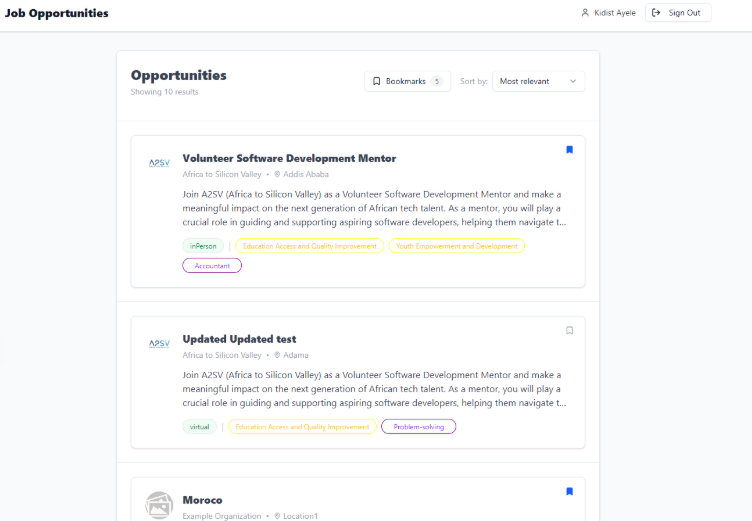 Job Opportunities
Kidist Ayele
Sign Out
Opportunities
Showing 10 results
Bookmarks 5
Sort by: Most relevant
A2SV
Volunteer Software Development Mentor
Africa to Silicon Valley • Addis Ababa
Join A2SV (Africa to Silicon Valley) as a Volunteer Software Development Mentor and make a
meaningful impact on the next generation of African tech talent. As a mentor, you will play a
crucial role in guiding and supporting aspiring software developers, helping them navigate t...
inPerson | Education Access and Quality Improvement Youth Empowerment and Development
Accountant
A2SV
Updated Updated test
Africa to Silicon Valley • Adama
Join A2SV (Africa to Silicon Valley) as a Volunteer Software Development Mentor and make a
meaningful impact on the next generation of African tech talent. As a mentor, you will play a
crucial role in guiding and supporting aspiring software developers, helping them navigate t...
virtual | Education Access and Quality Improvement Problem-solving
Moroco
Example Organization • Location1